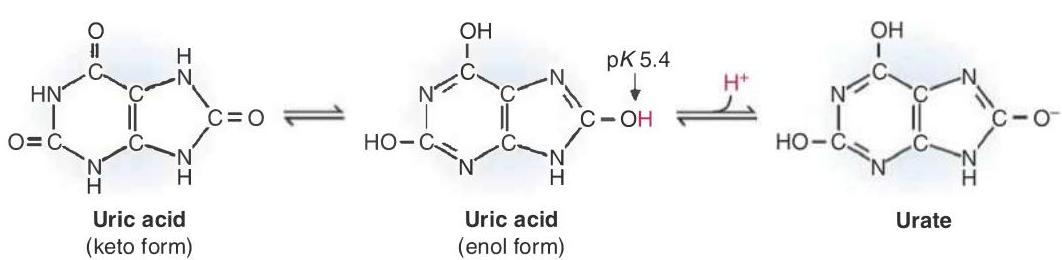 O
C
HN
C
H
N
C=O
O=C
C
N
H
N
H
Uric acid
(keto form)
OH
C
N
C
N
pK 5.4
C-OH
HO-C
C
N
N
H
Uric acid
(enol form)
H+
OH
C
N
C
N
C-O−
HO-C
C
N
N
H
Urate